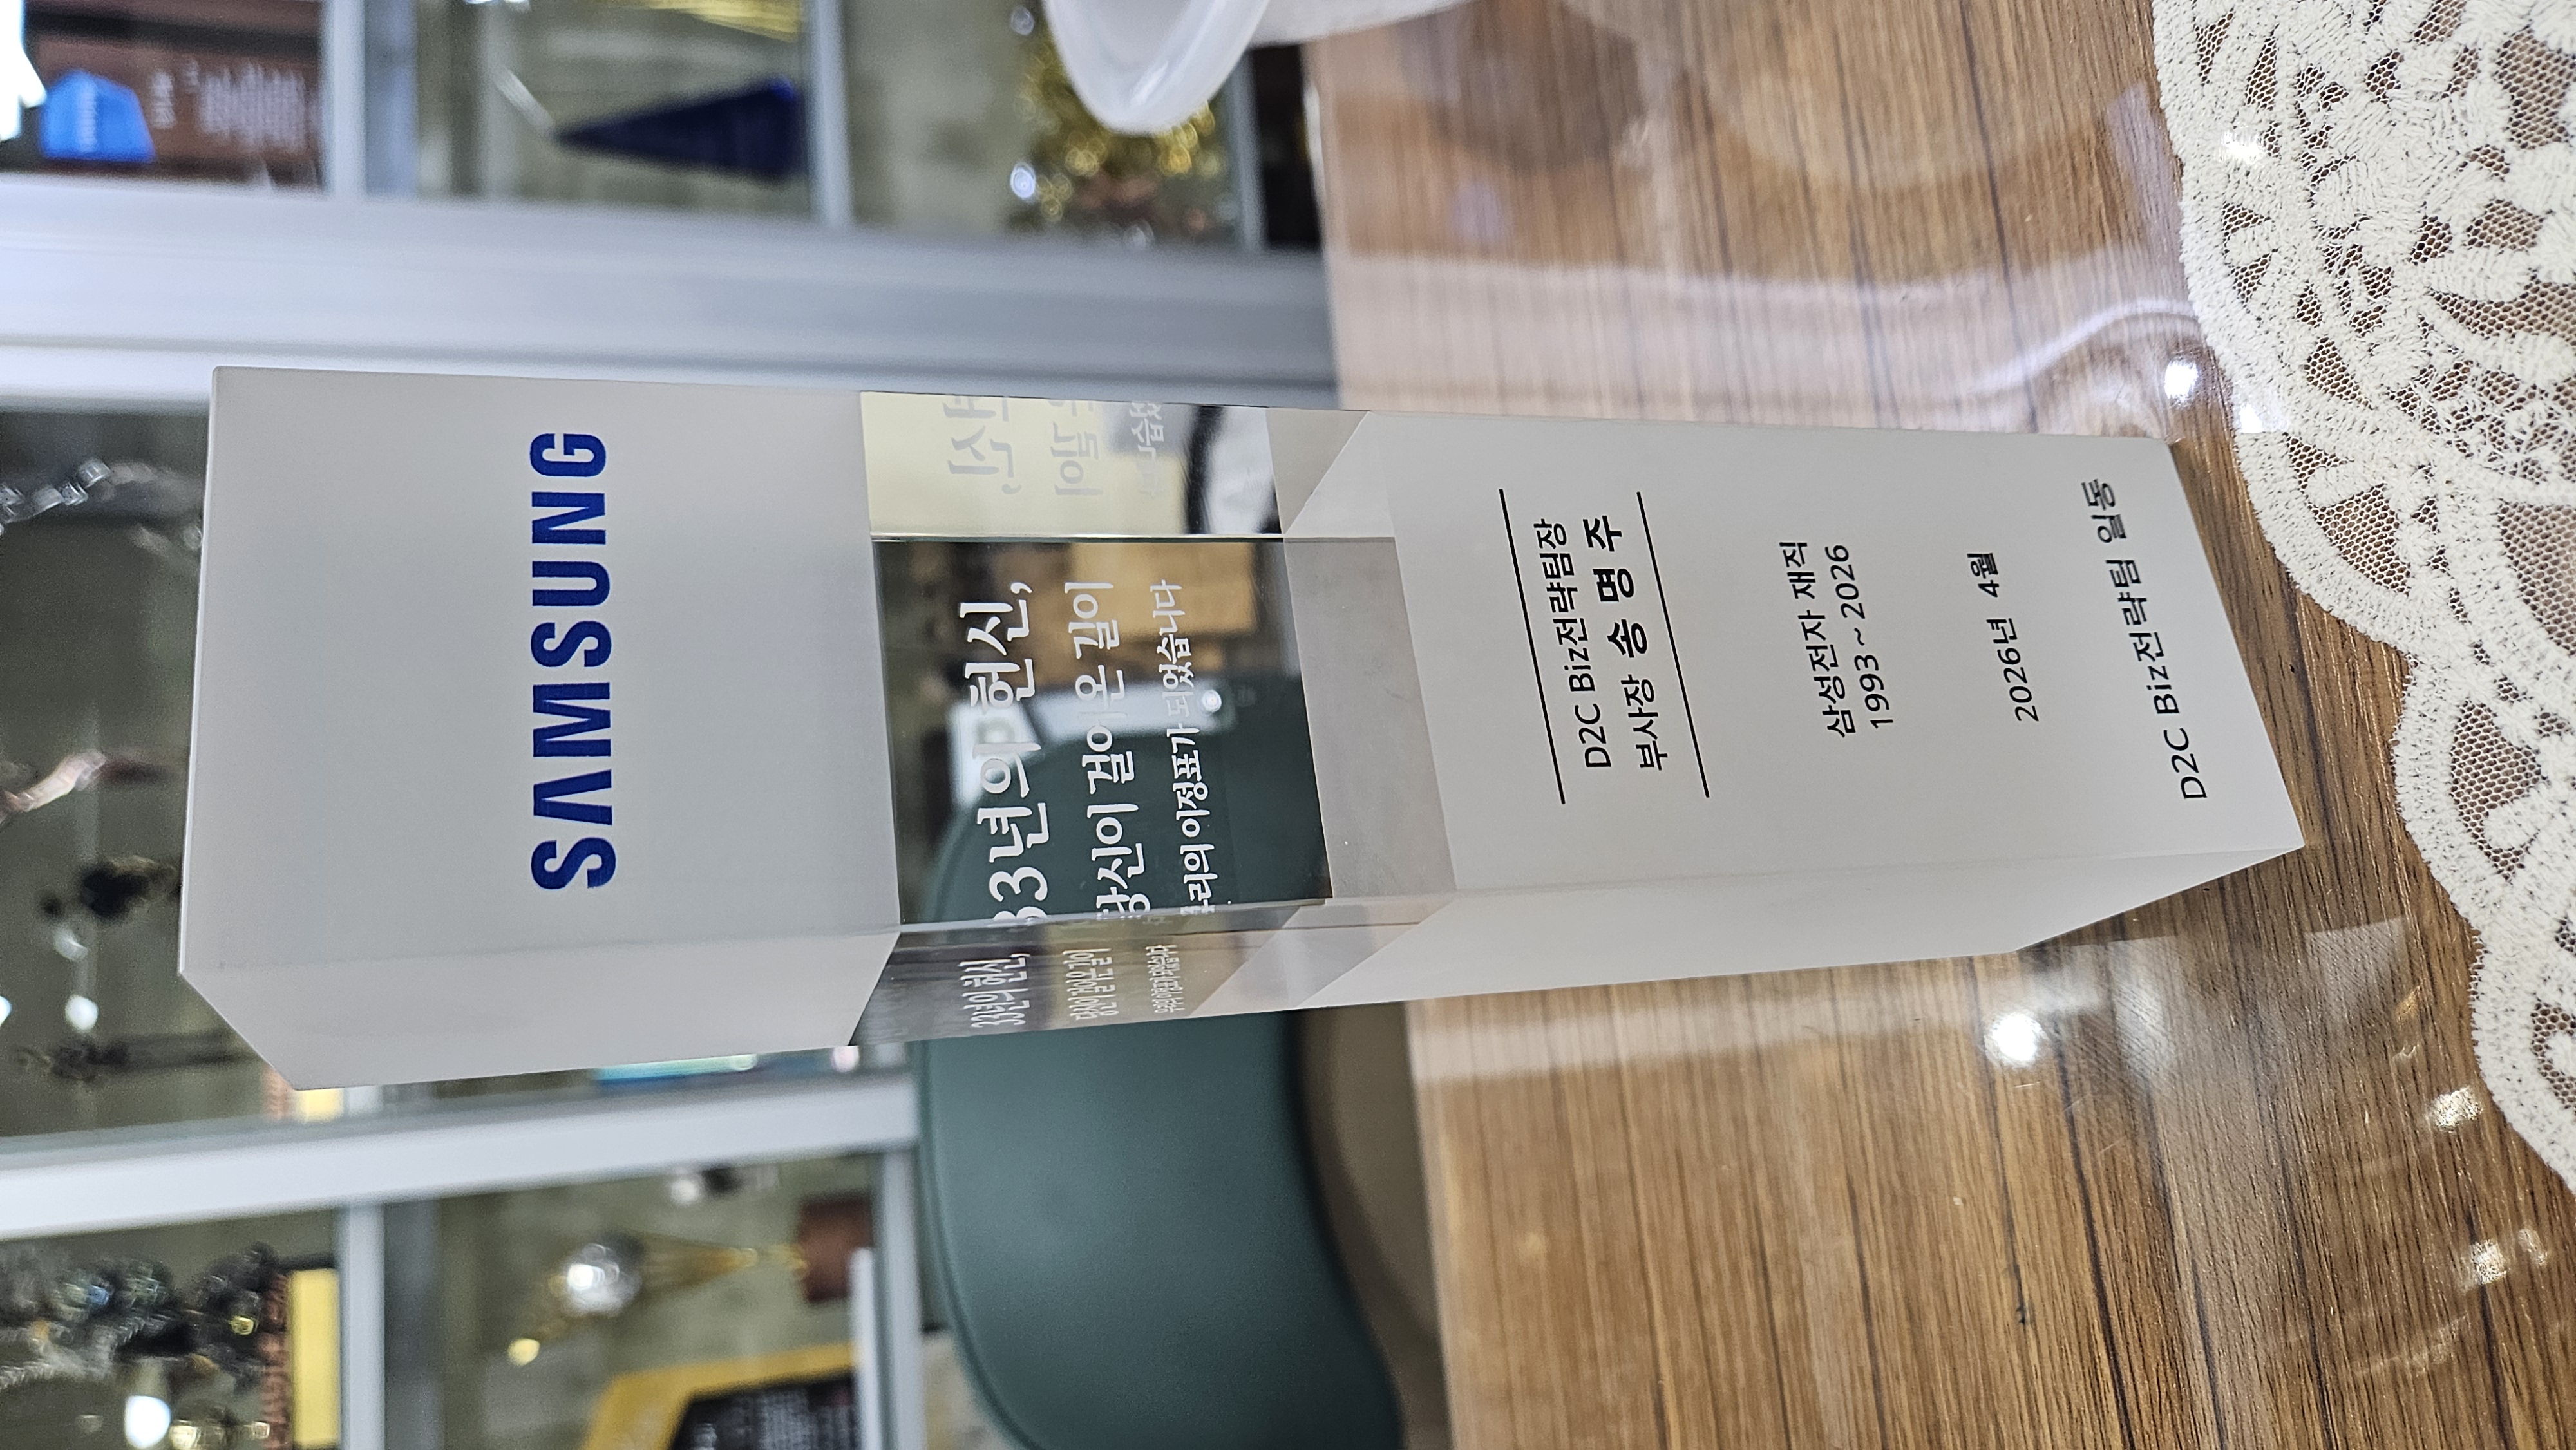 SAMSUNG
33년의 헌신,
당신이 걸어온 길이
우리의 이정표가 되었습니다
D2C Biz전략팀장
부사장 송 명 주
삼성전자 재직
1993 ~ 2026
2026년 4월
D2C Biz전략팀 일동